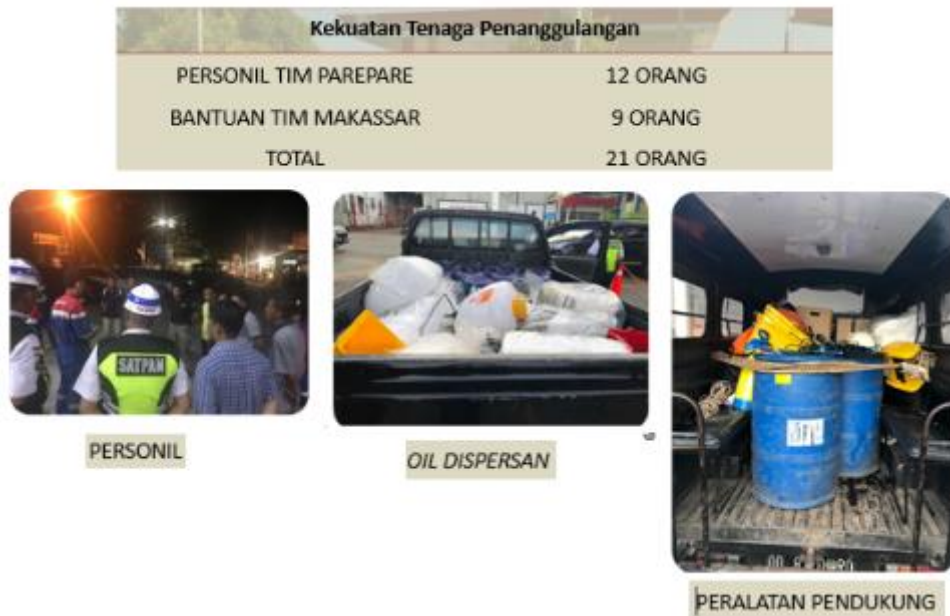 Kekuatan Tenaga Penanggulangan
PERSONIL TIM PAREPARE 12 ORANG
BANTUAN TIM MAKASSAR 9 ORANG
TOTAL 21 ORANG
SATPAM
PERSONIL
OIL DISPERSAN
PERALATAN PENDUKUNG